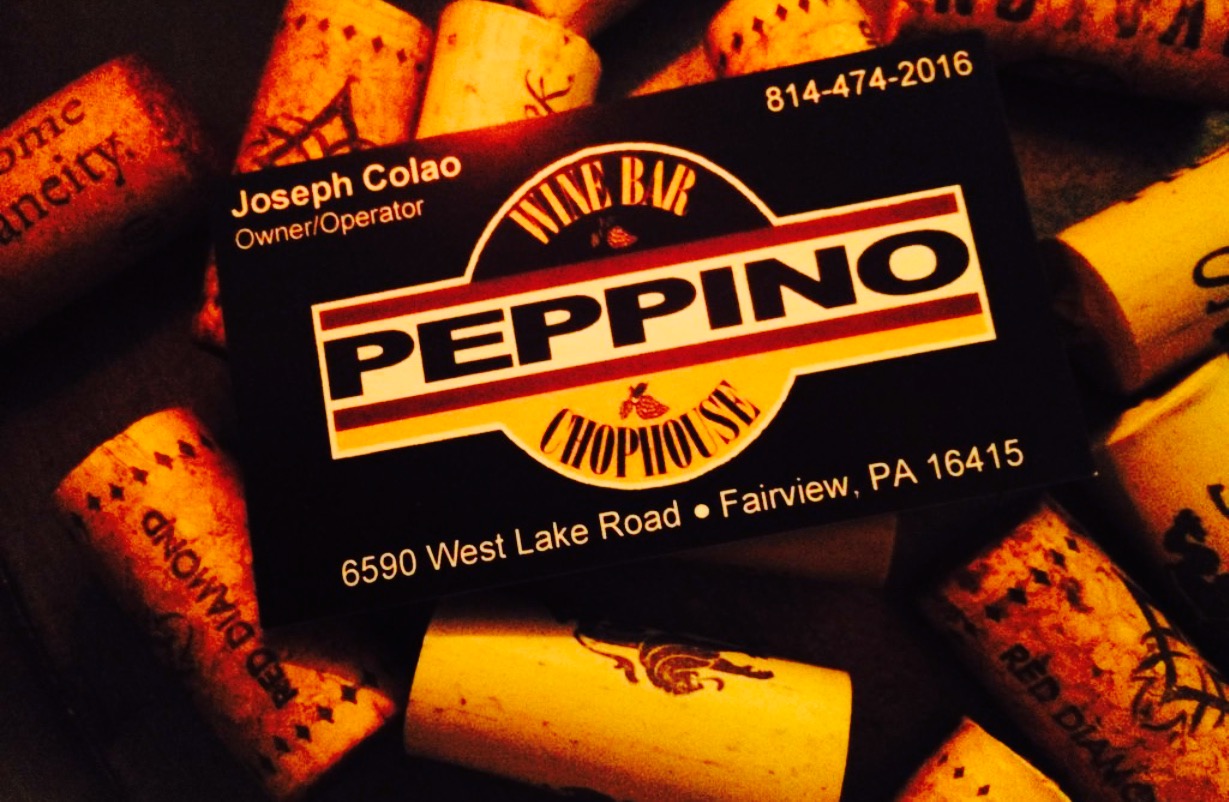 814-474-2016
Joseph Colao
Owner/Operator
WINE BAR
PEPPINO
CHOPHOUSE
6590 West Lake Road • Fairview, PA 16415
RED DIAMOND
RED